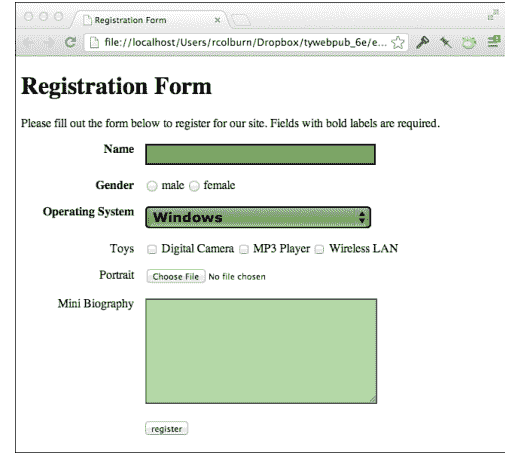 Registration Form
file://localhost/Users/rcolburn/Dropbox/tywebpub_6e/e...
Registration Form
Please fill out the form below to register for our site. Fields with bold labels are required.
Name
Gender male female
Operating System Windows
Toys Digital Camera MP3 Player Wireless LAN
Portrait Choose File No file chosen
Mini Biography
register